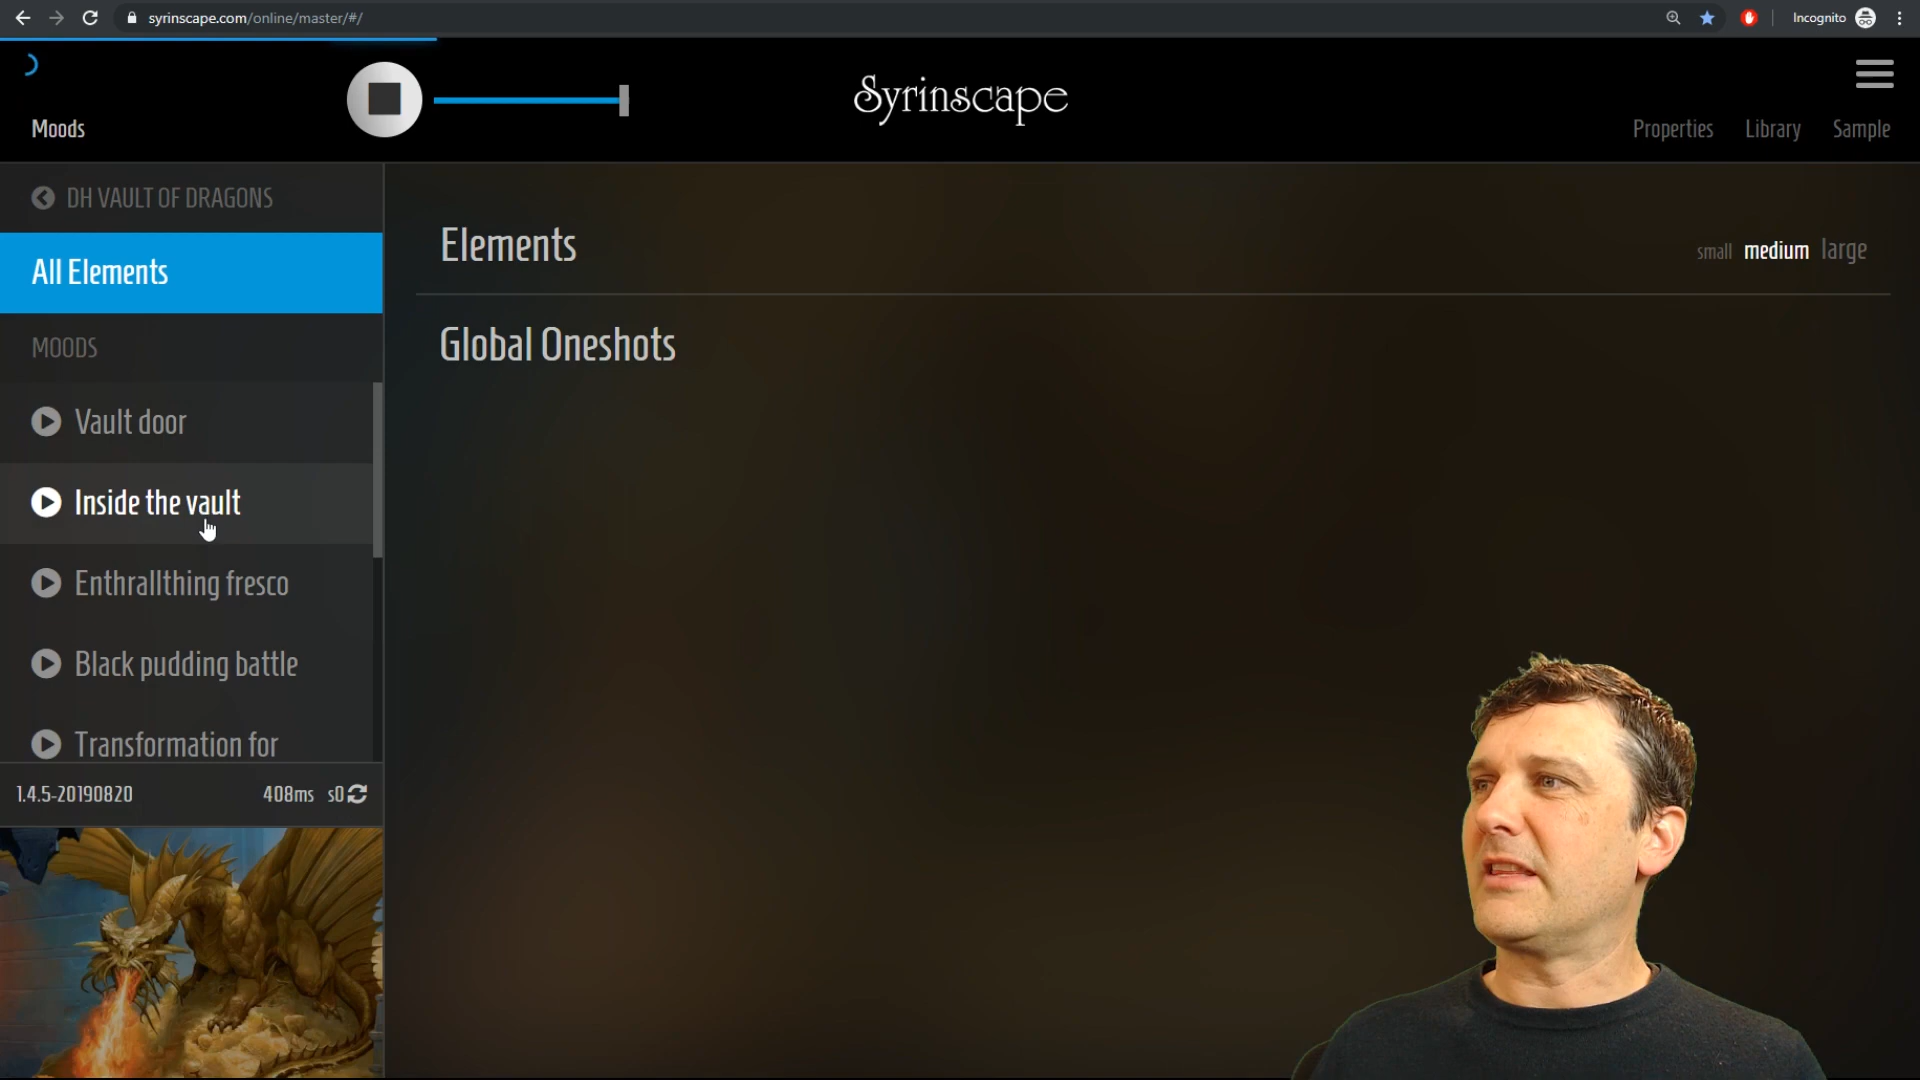 syrinscape.com/online/master/#/
Incognito
Moods
Syrinscape
Properties Library Sample
DH VAULT OF DRAGONS
All Elements
MOODS
Vault door
Inside the vault
Enthrallthing fresco
Black pudding battle
Transformation for
1.4.5-20190820 408ms s0
Elements
small medium large
Global Oneshots